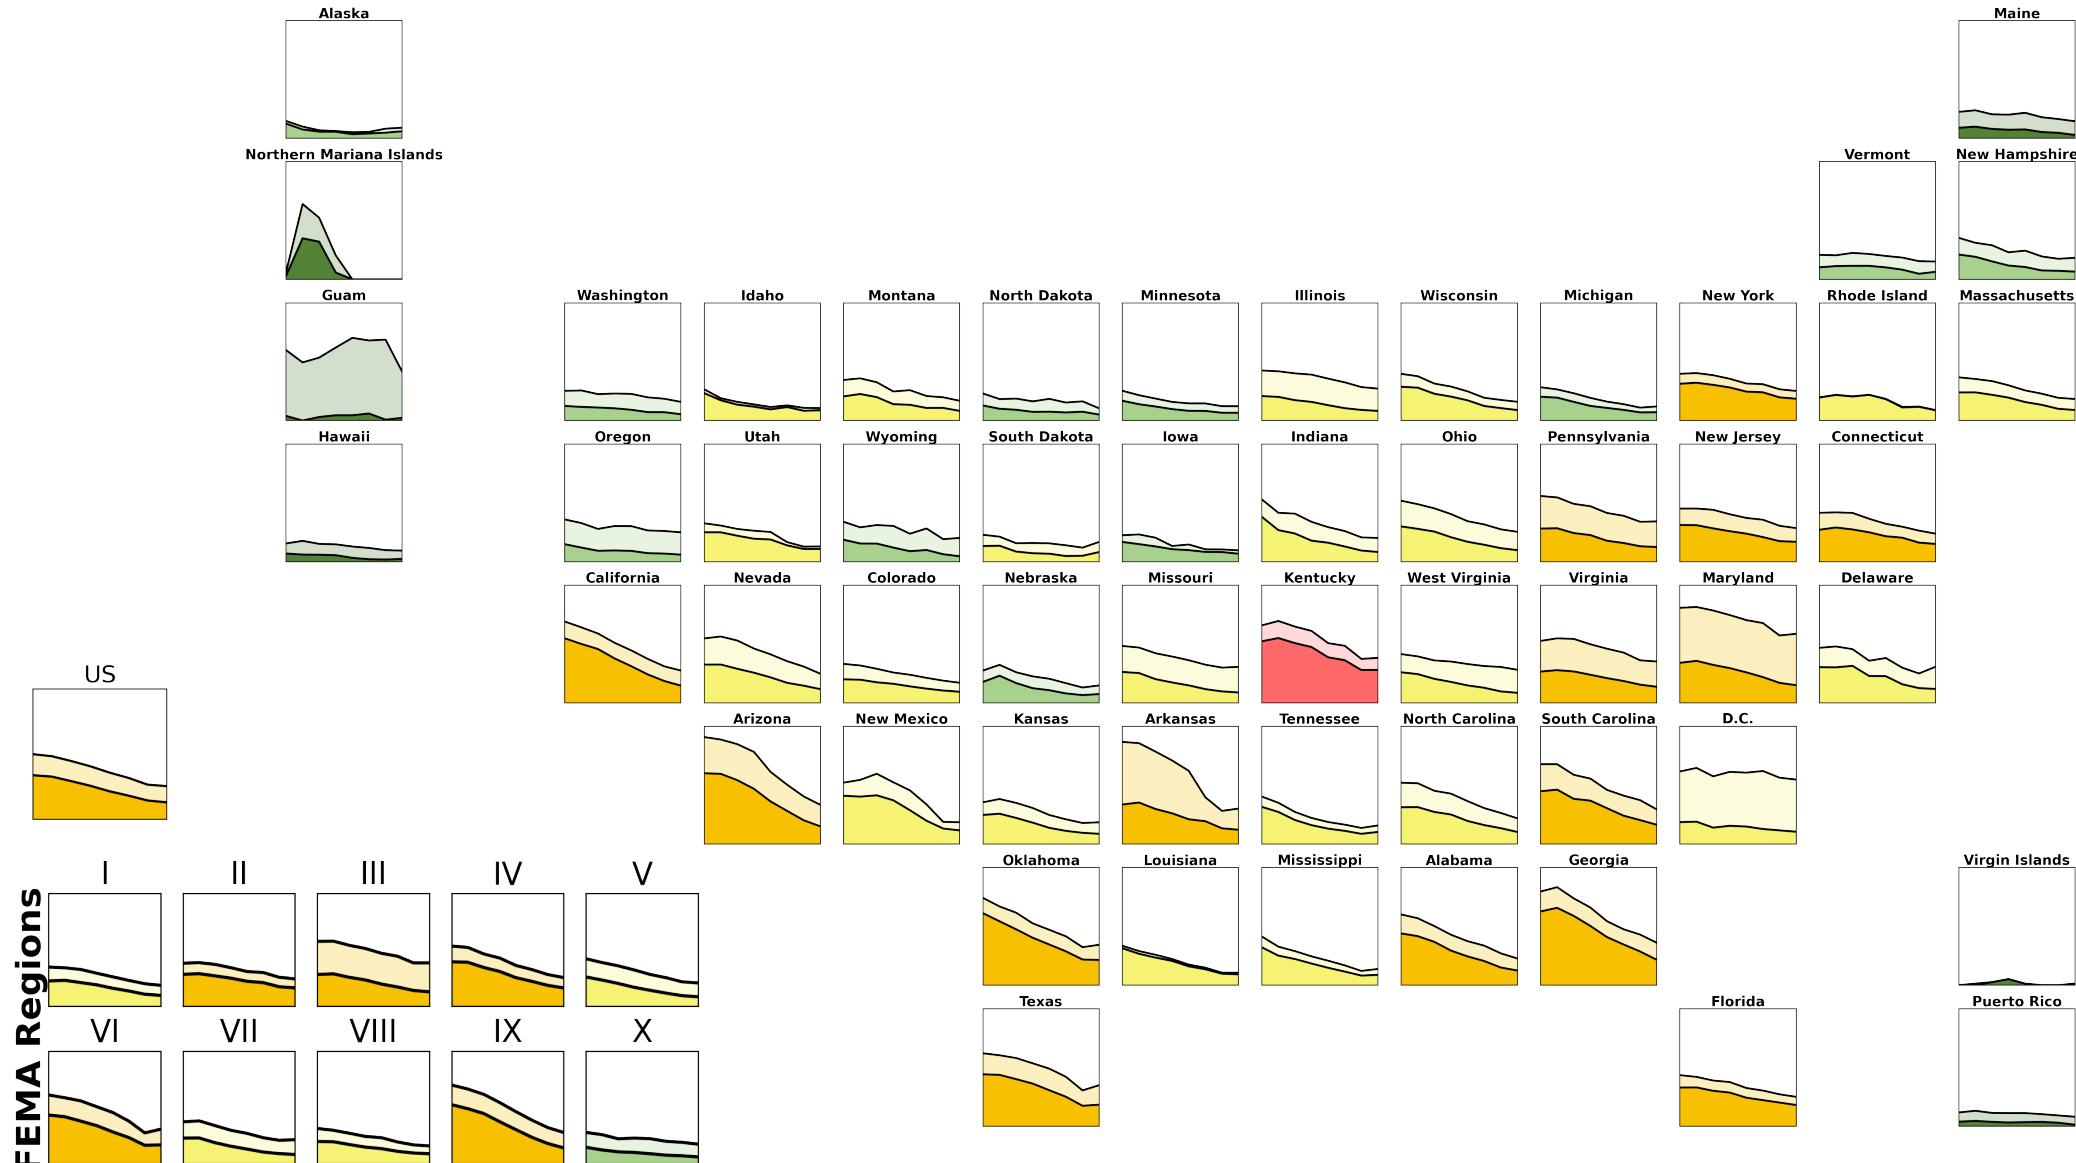 Alaska
Maine
Northern Mariana Islands
Vermont
New Hampshire
Guam
Washington
Idaho
Montana
North Dakota
Minnesota
Illinois
Wisconsin
Michigan
New York
Rhode Island
Massachusetts
Hawaii
Oregon
Utah
Wyoming
South Dakota
Iowa
Indiana
Ohio
Pennsylvania
New Jersey
Connecticut
California
Nevada
Colorado
Nebraska
Missouri
Kentucky
West Virginia
Virginia
Maryland
Delaware
US
Arizona
New Mexico
Kansas
Arkansas
Tennessee
North Carolina
South Carolina
D.C.
Oklahoma
Louisiana
Mississippi
Alabama
Georgia
Virgin Islands
FEMA Regions
I
II
III
IV
V
Texas
Florida
Puerto Rico
VI
VII
VIII
IX
X